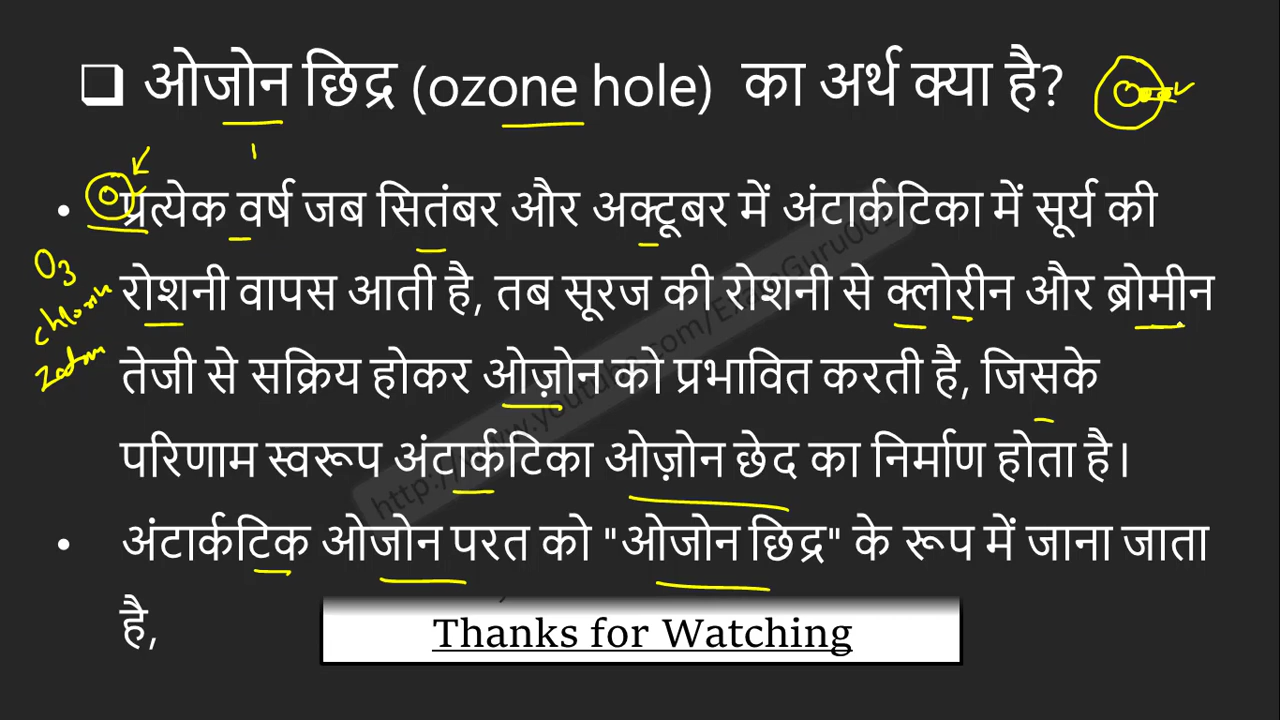 ❑ ओजोन छिद्र (ozone hole) का अर्थ क्या है?
• प्रत्येक वर्ष जब सितंबर और अक्टूबर में अंटार्कटिका में सूर्य की
O3
रोशनी वापस आती है, तब सूरज की रोशनी से क्लोरीन और ब्रोमीन
तेजी से सक्रिय होकर ओज़ोन को प्रभावित करती है, जिसके
परिणाम स्वरूप अंटार्कटिका ओज़ोन छेद का निर्माण होता है।
• अंटार्कटिक ओजोन परत को "ओजोन छिद्र" के रूप में जाना जाता
है,
Thanks for Watching